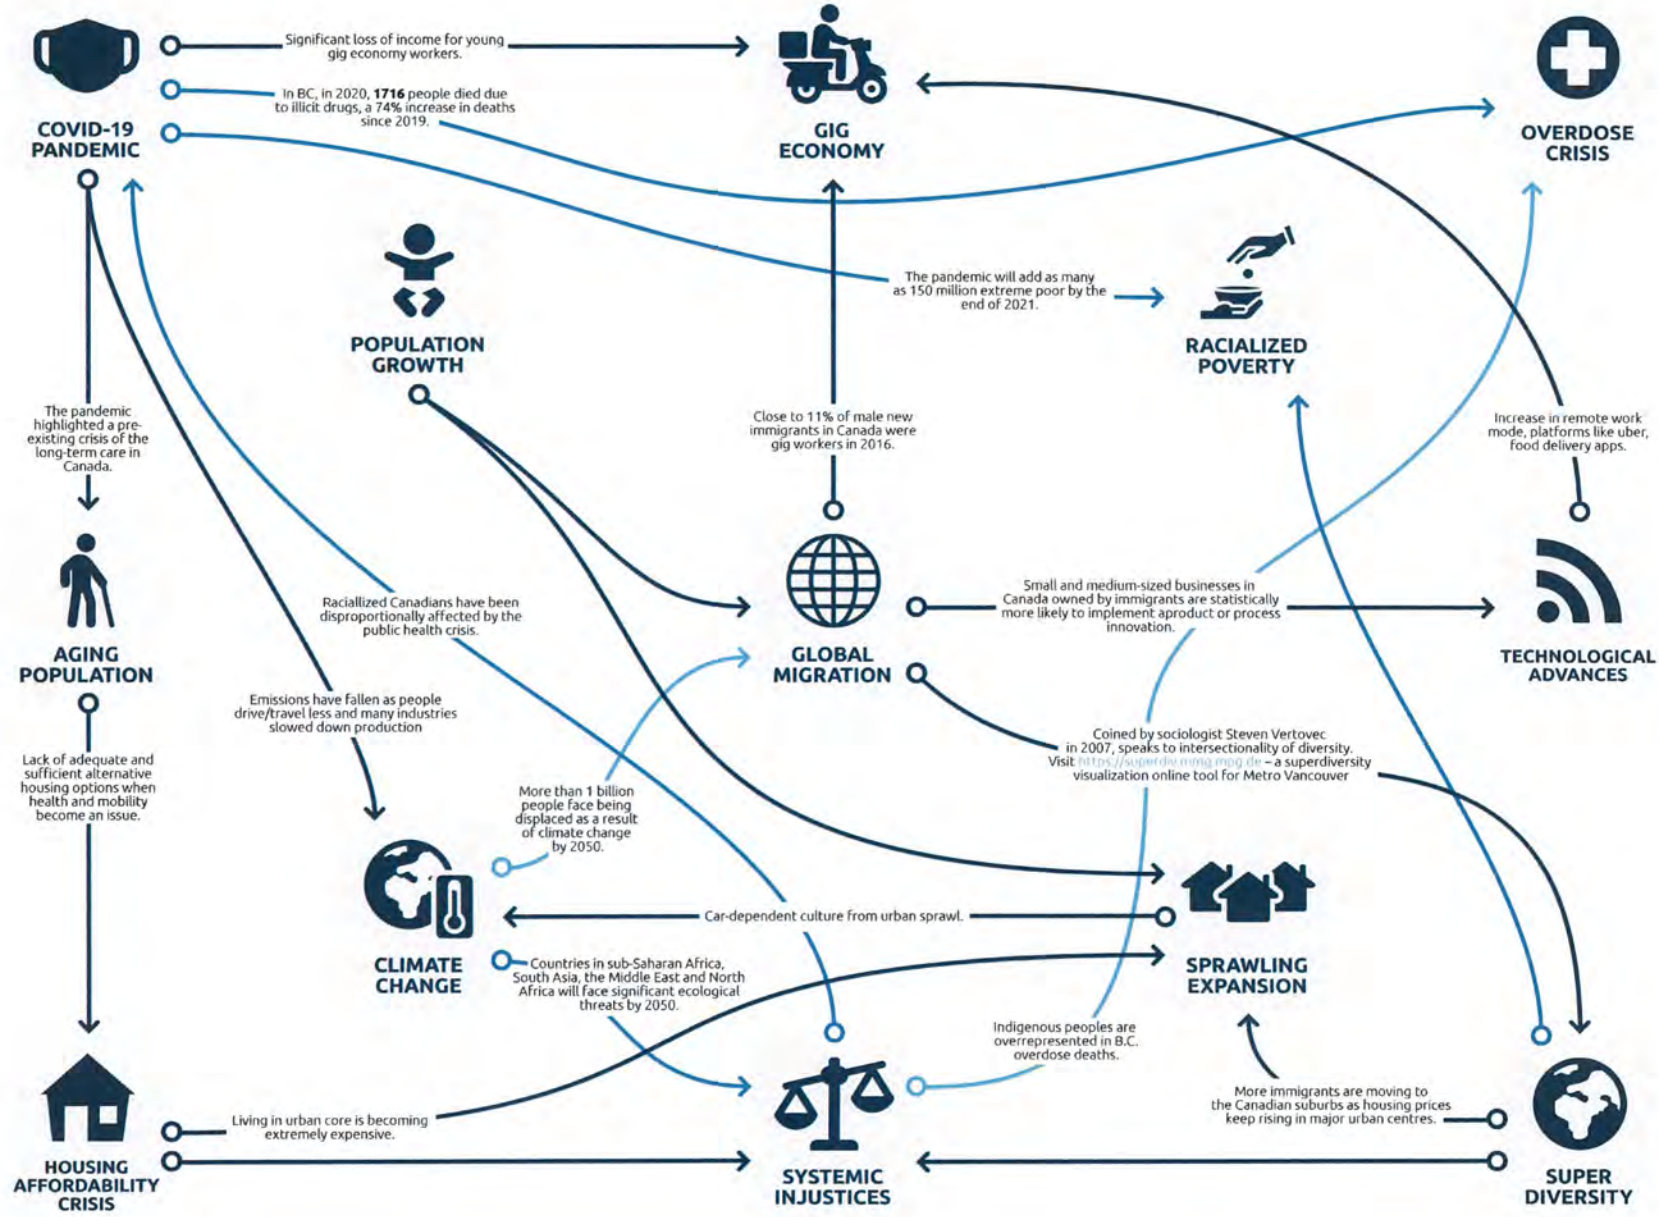 Significant loss of income for young
gig economy workers.
In BC, in 2020, 1716 people died due
to illicit drugs, a 74% increase in deaths
since 2019.
COVID-19
PANDEMIC
GIG
ECONOMY
OVERDOSE
CRISIS
The pandemic will add as many
as 150 million extreme poor by the
end of 2021.
POPULATION
GROWTH
RACIALIZED
POVERTY
The pandemic
highlighted a pre-
existing crisis of the
long-term care in
Canada.
Close to 11% of male new
immigrants in Canada were
gig workers in 2016.
Increase in remote work
mode, platforms like uber,
food delivery apps.
Raciallized Canadians have been
disproportionally affected by the
public health crisis.
Small and medium-sized businesses in
Canada owned by immigrants are statistically
more likely to implement aproduct or process
innovation.
AGING
POPULATION
GLOBAL
MIGRATION
TECHNOLOGICAL
ADVANCES
Emissions have fallen as people
drive/travel less and many industries
slowed down production
Lack of adequate and
sufficient alternative
housing options when
health and mobility
become an issue.
Coined by sociologist Steven Vertovec
in 2007, speaks to intersectionality of diversity.
Visit https://superdiv.mmg.mpg.de – a superdiversity
visualization online tool for Metro Vancouver
More than 1 billion
people face being
displaced as a result
of climate change
by 2050.
Car-dependent culture from urban sprawl.
CLIMATE
CHANGE
Countries in sub-Saharan Africa,
South Asia, the Middle East and North
Africa will face significant ecological
threats by 2050.
SPRAWLING
EXPANSION
Indigenous peoples are
overrepresented in B.C.
overdose deaths.
More immigrants are moving to
the Canadian suburbs as housing prices
keep rising in major urban centres.
Living in urban core is becoming
extremely expensive.
HOUSING
AFFORDABILITY
CRISIS
SYSTEMIC
INJUSTICES
SUPER
DIVERSITY